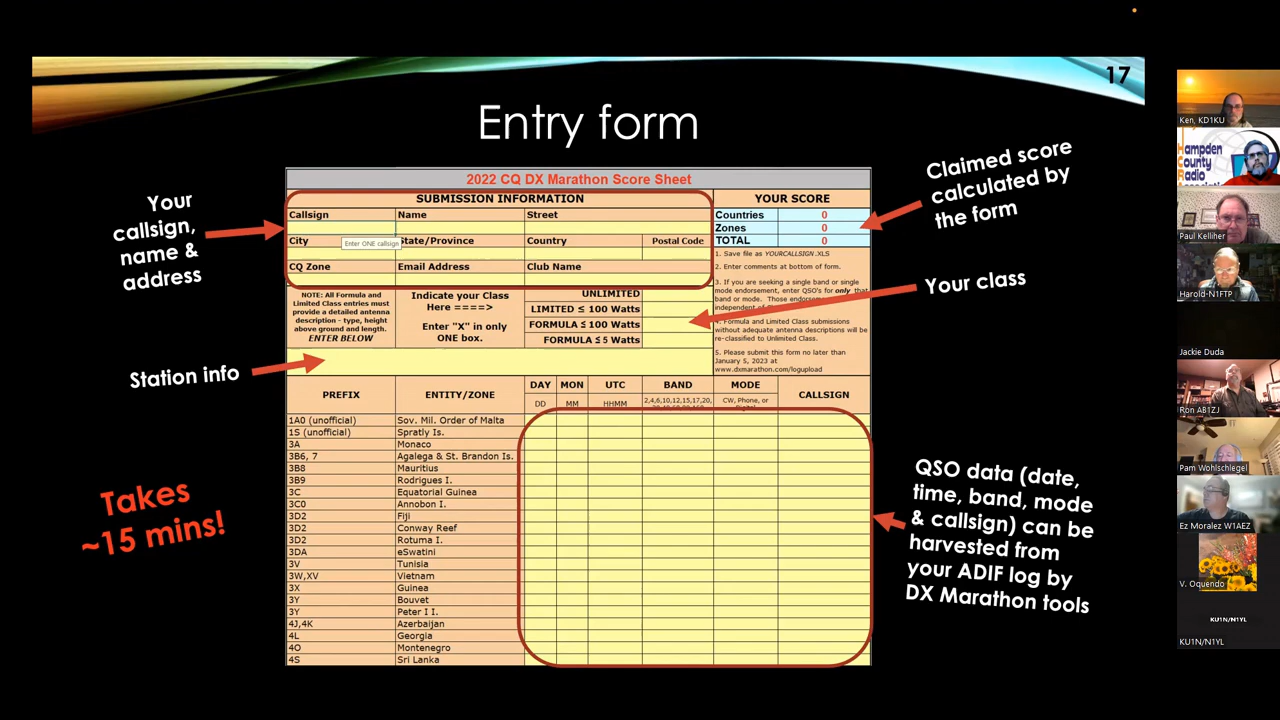 17
Entry form
Your
callsign,
name &
address
Station info
Takes
~15 mins!
2022 CQ DX Marathon Score Sheet
SUBMISSION INFORMATION
YOUR SCORE
Callsign Name Street
Countries 0
Zones 0
City State/Province Country Postal Code
Enter ONE callsign
TOTAL 0
CQ Zone Email Address Club Name
1. Save file as YOURCALLSIGN .XLS
2. Enter comments at bottom of form.
3. If you are seeking a single band or single
mode endorsement, enter QSO's for only that
band or mode. Those
independent of
4. Formula and Limited Class submissions
without adequate antenna descriptions will be
re-classified to Unlimited Class.
5. Please submit this form no later than
January 5, 2023 at
www.dxmarathon.com/logupload
NOTE: All Formula and
Limited Class entries must
provide a detailed antenna
description - type, height
above ground and length.
ENTER BELOW
Indicate your Class
Here ====>
Enter "X" in only
ONE box.
UNLIMITED
LIMITED ≤ 100 Watts
FORMULA ≤ 100 Watts
FORMULA ≤ 5 Watts
PREFIX ENTITY/ZONE DAY MON UTC BAND MODE CALLSIGN
DD MM HHMM 2,4,6,10,12,15,17,20, CW, Phone, or
1A0 (unofficial) Sov. Mil. Order of Malta
1S (unofficial) Spratly Is.
3A Monaco
3B6, 7 Agalega & St. Brandon Is.
3B8 Mauritius
3B9 Rodrigues I.
3C Equatorial Guinea
3C0 Annobon I.
3D2 Fiji
3D2 Conway Reef
3D2 Rotuma I.
3DA eSwatini
3V Tunisia
3W,XV Vietnam
3X Guinea
3Y Bouvet
3Y Peter I I.
4J,4K Azerbaijan
4L Georgia
4O Montenegro
4S Sri Lanka
Claimed score
calculated by
the form
Your class
QSO data (date,
time, band, mode
& callsign) can be
harvested from
your ADIF log by
DX Marathon tools
Ken, KD1KU
Hampden
County
Radio
Paul Kelliher
Harold-N1FTP
Jackie Duda
Ron AB1ZJ
Pam Wohlschlegel
Ez Moralez W1AEZ
V. Oquendo
KU1N/N1YL
KU1N/N1YL